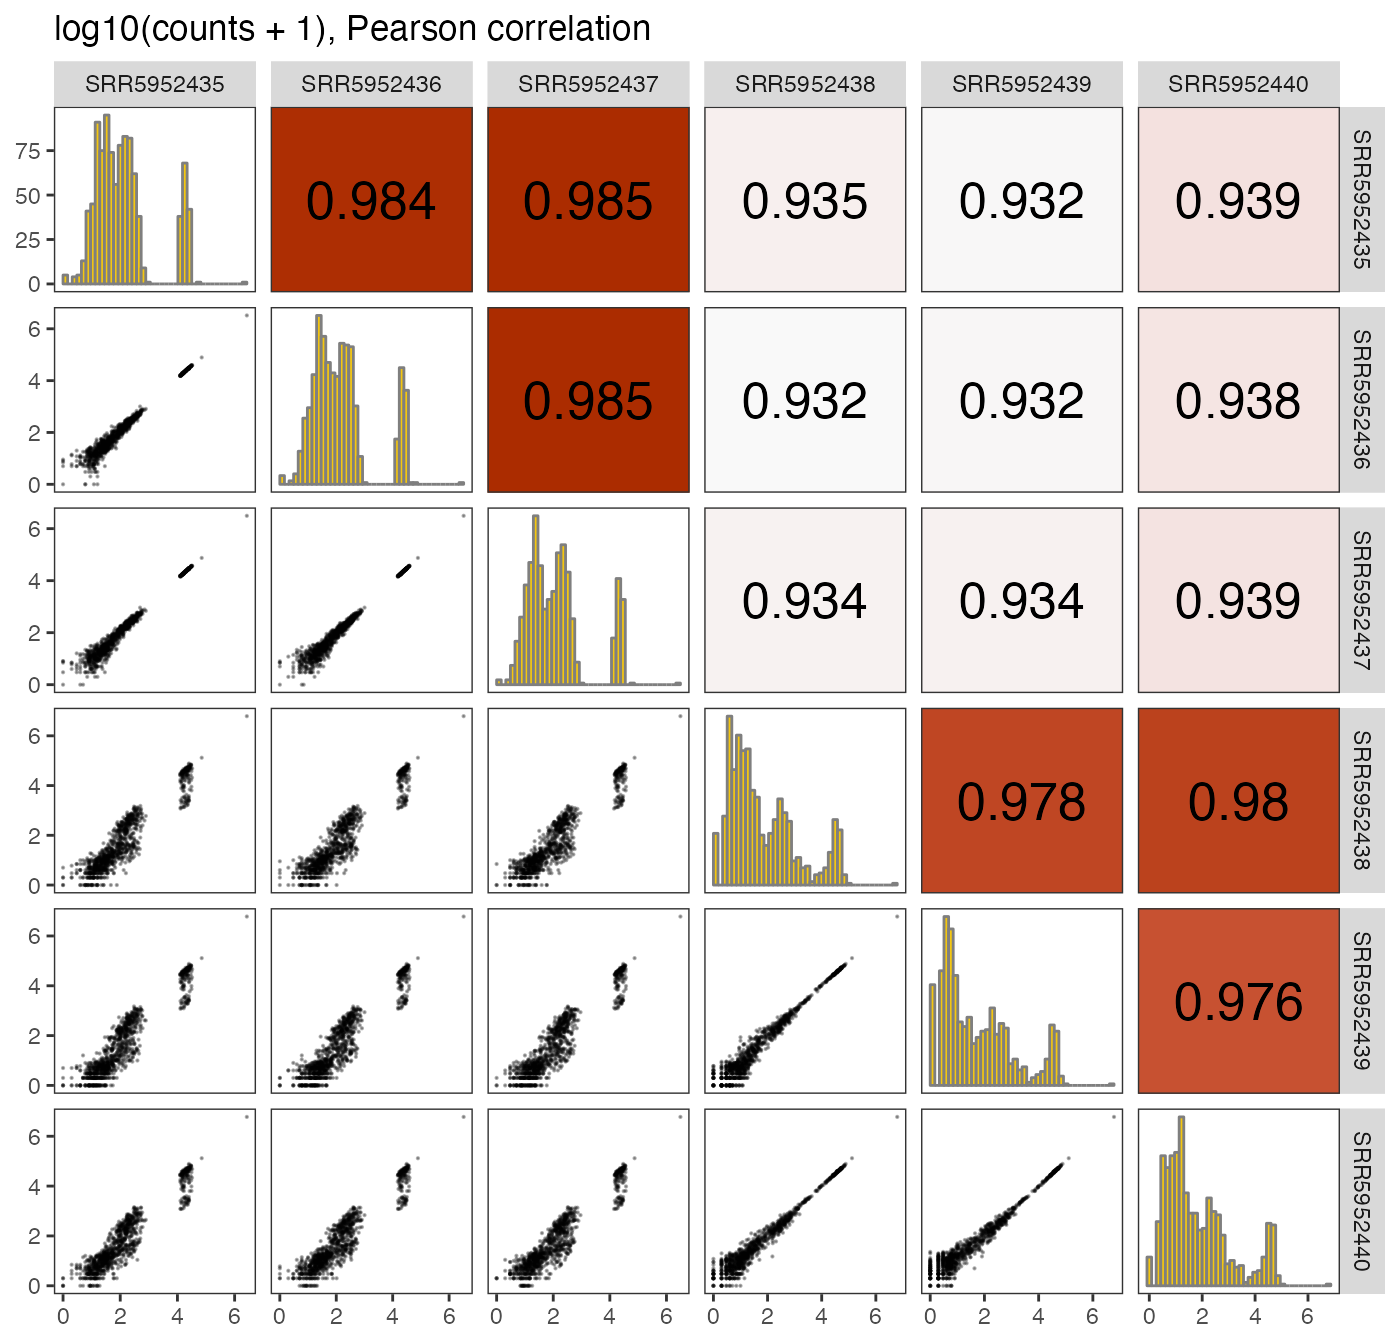 log10(counts + 1), Pearson correlation
SRR5952435 SRR5952436 SRR5952437 SRR5952438 SRR5952439 SRR5952440
75
50
25
0
0.984 0.985 0.935 0.932 0.939
SRR5952435
6
4
2
0
0.985 0.932 0.932 0.938
SRR5952436
6
4
2
0
0.934 0.934 0.939
SRR5952437
6
4
2
0
0.978 0.98
SRR5952438
6
4
2
0
0.976
SRR5952439
6
4
2
0
SRR5952440
0 2 4 6 0 2 4 6 0 2 4 6 0 2 4 6 0 2 4 6 0 2 4 6